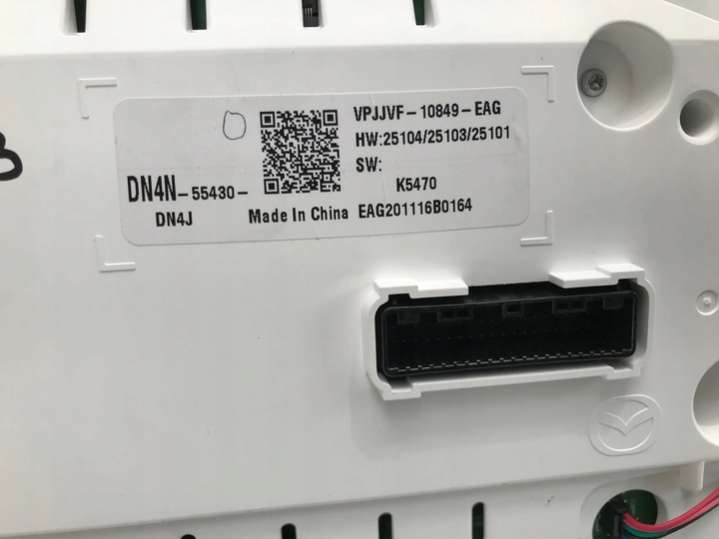 VPJJVF-10849-EAG
HW:25104/25103/25101
SW:
DN4N-55430-
K5470
DN4J
Made In China EAG201116B0164